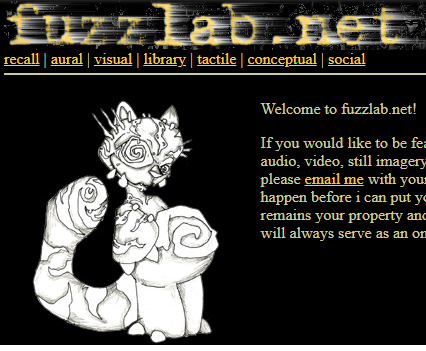 fuzzlab.net
recall | aural | visual | library | tactile | conceptual | social
Welcome to fuzzlab.net!
If you would like to be fea
audio, video, still imagery
please email me with your
happen before i can put yo
remains your property and
will always serve as an on